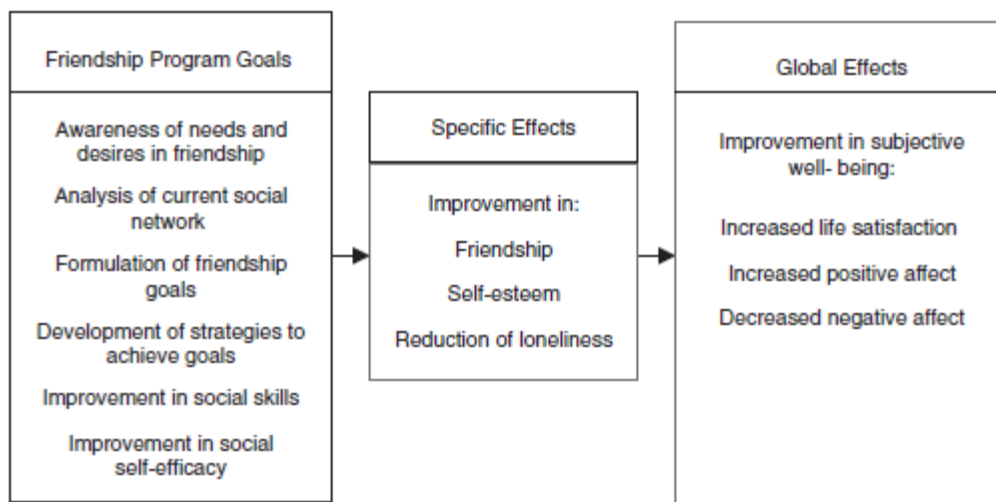 Friendship Program Goals
Awareness of needs and
desires in friendship
Analysis of current social
network
Formulation of friendship
goals
Development of strategies to
achieve goals
Improvement in social skills
Improvement in social
self-efficacy
Specific Effects
Improvement in:
Friendship
Self-esteem
Reduction of loneliness
Global Effects
Improvement in subjective
well- being:
Increased life satisfaction
Increased positive affect
Decreased negative affect